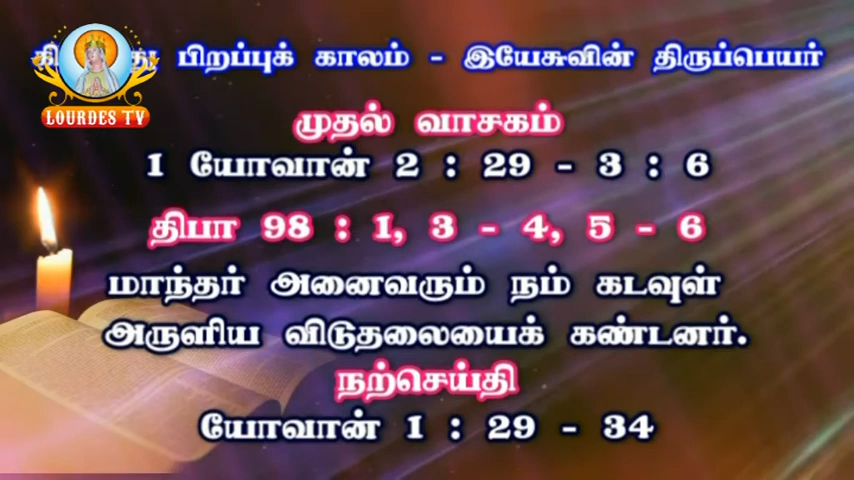 பிறப்புக் காலம் - இயேசுவின் திருப்பெயர்
LOURDES TV
முதல் வாசகம்
1 யோவான் 2 : 29 - 3 : 6
திபா 98 : 1, 3 - 4, 5 - 6
மாந்தர் அனைவரும் நம் கடவுள்
அருளிய விடுதலையைக் கண்டனர்.
நற்செய்தி
யோவான் 1 : 29 - 34